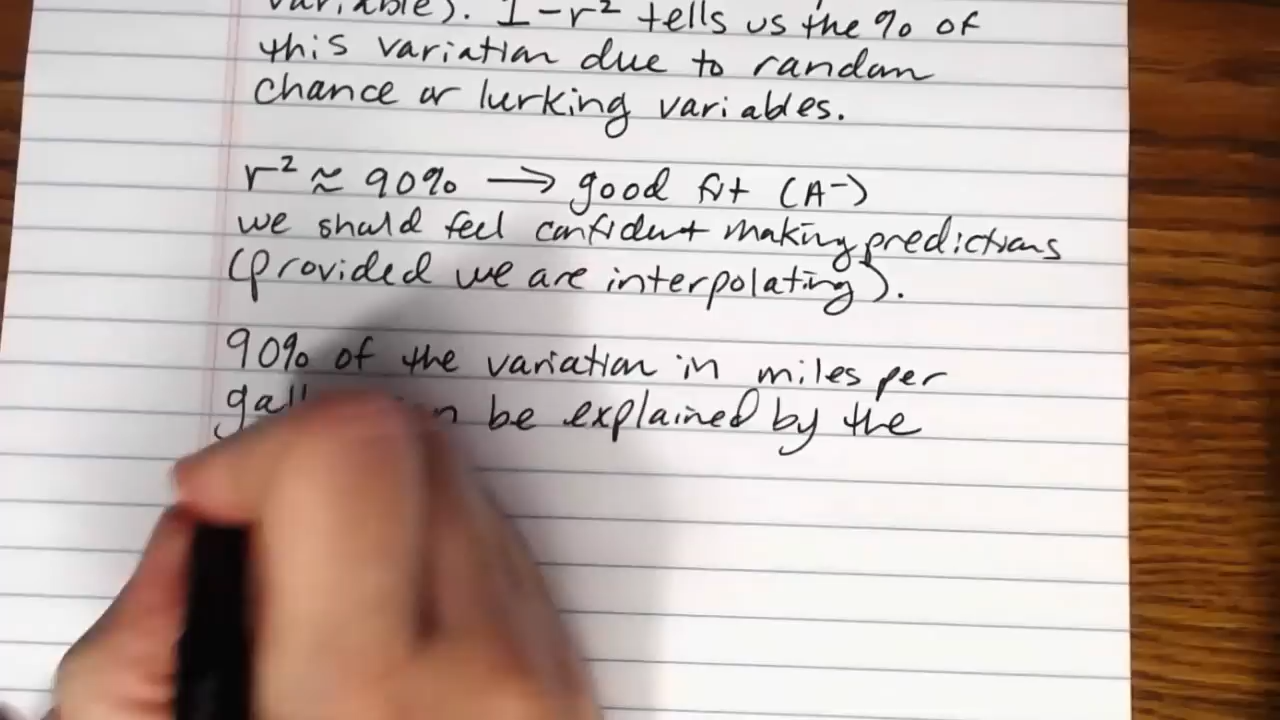 variable). 1-r² tells us the % of
this variation due to random
chance or lurking variables.
r² ≈ 90% → good fit (A-)
we should feel confident making predictions
(provided we are interpolating).
90% of the variation in miles per
be explained by the